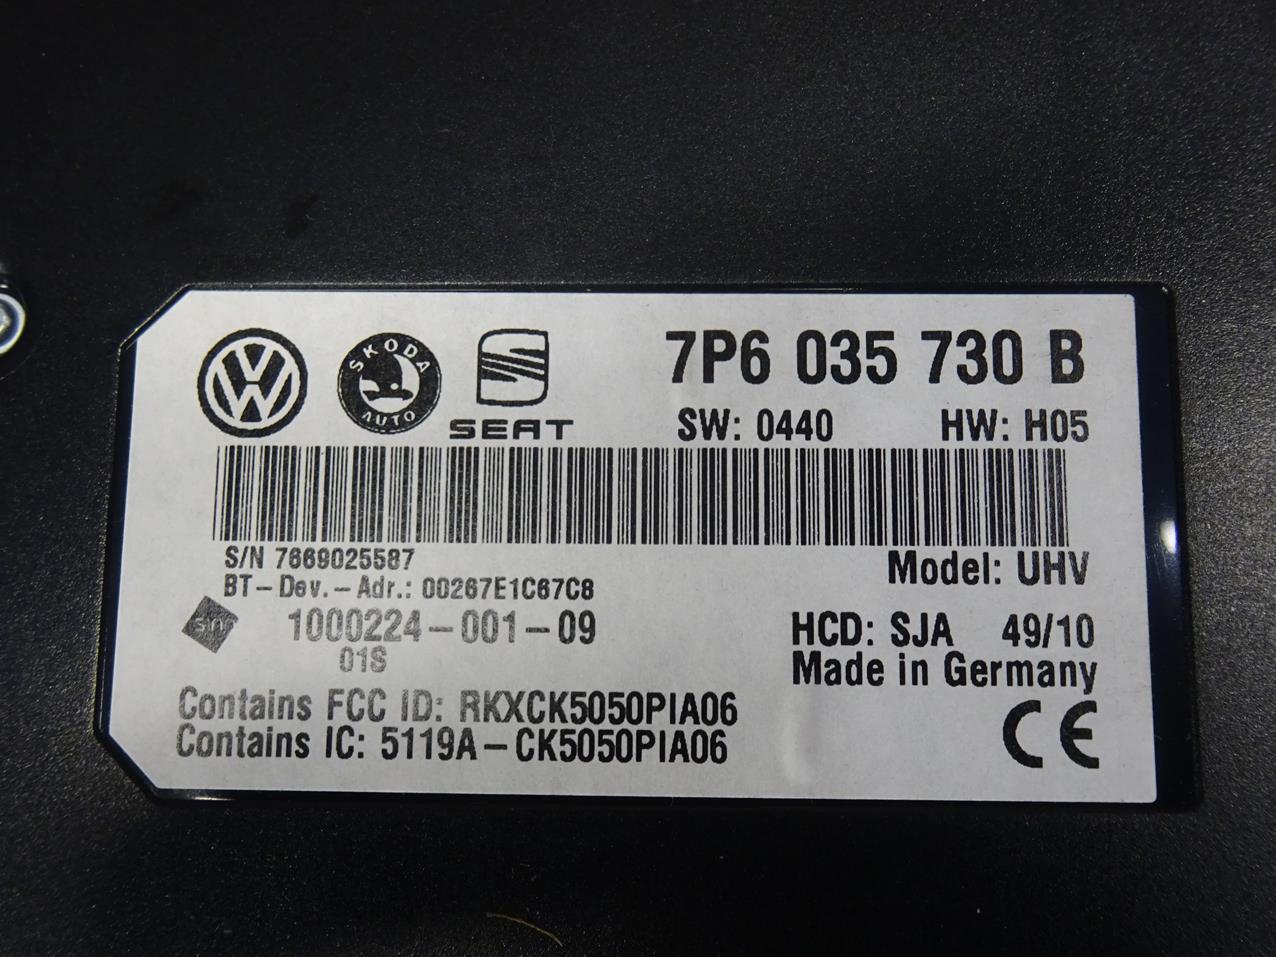 7P6 035 730 B
SKODA
AUTO
SEAT
SW: 0440 HW: H05
S/N 7669025587
Model: UHV
BT-Dev.-Adr.: 00267E1C67C8
1000224-001-09
01S
HCD: SJA 49/10
Made in Germany
Contains FCC ID: RKXCK5050PIA06
Contains IC: 5119A-CK5050PIA06
CE